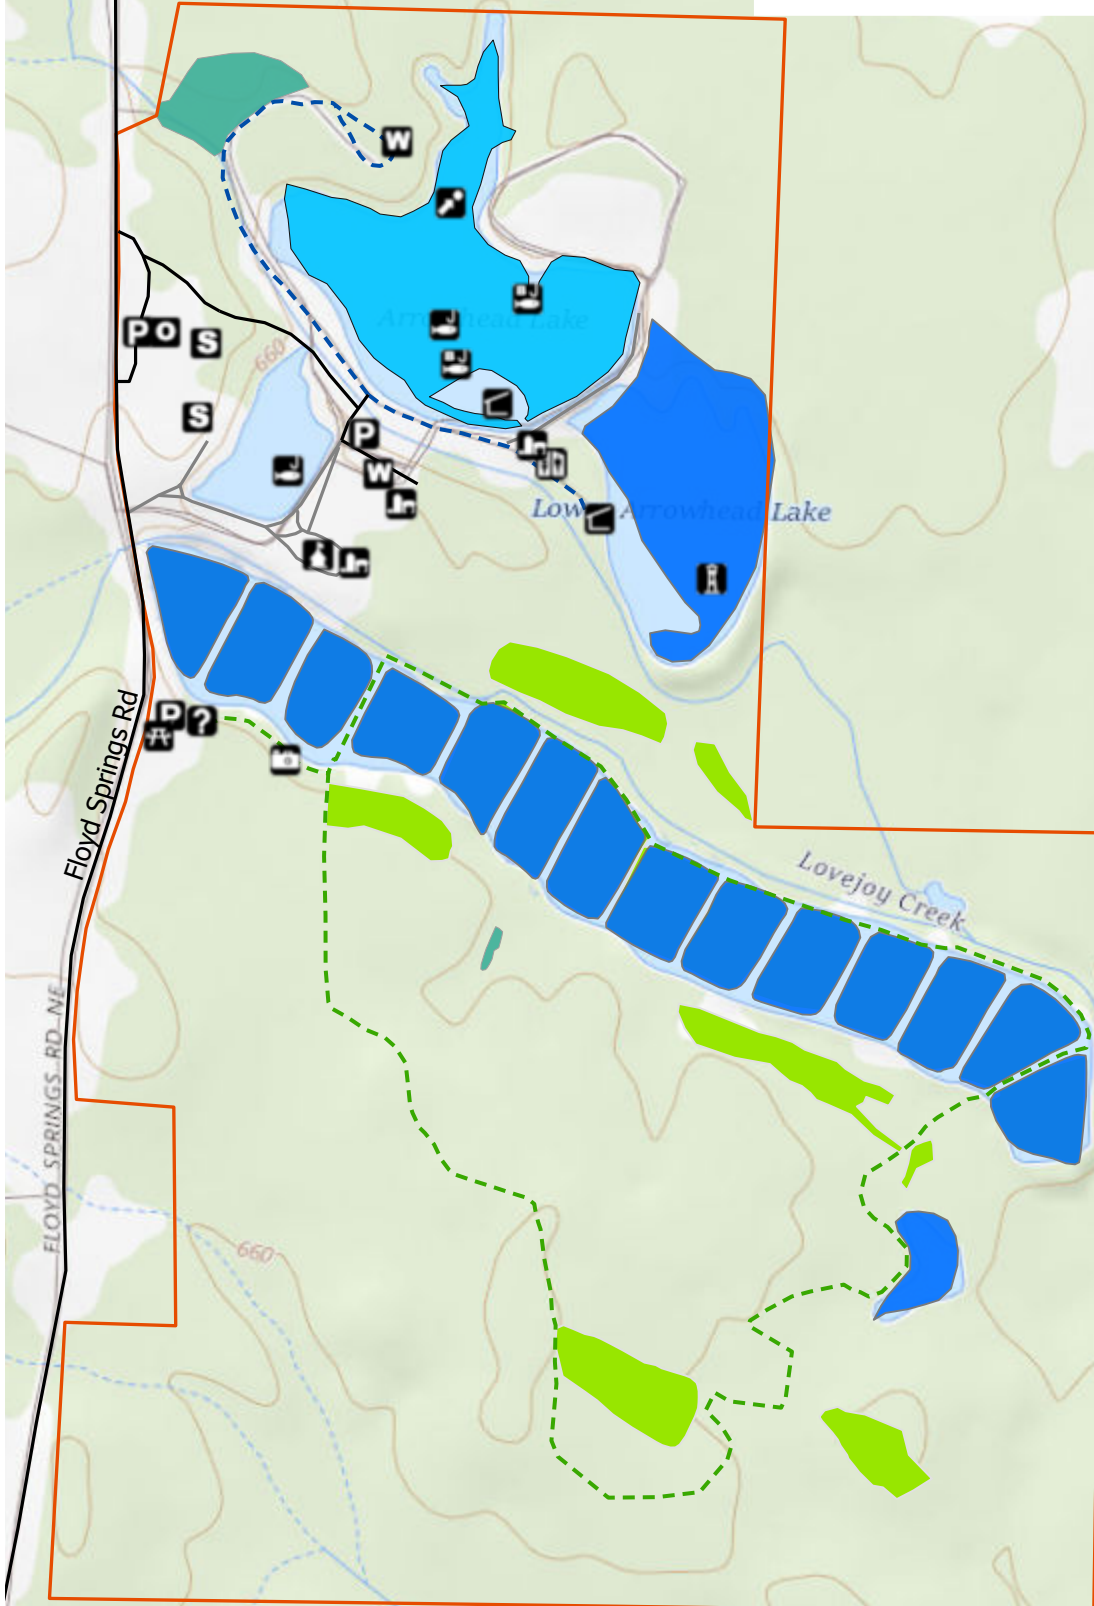 W
P O
S
660
Arrowhead Lake
S
P
W
Lower Arrowhead Lake
P ?
Floyd Springs Rd
Lovejoy Creek
FLOYD SPRINGS RD NE
660